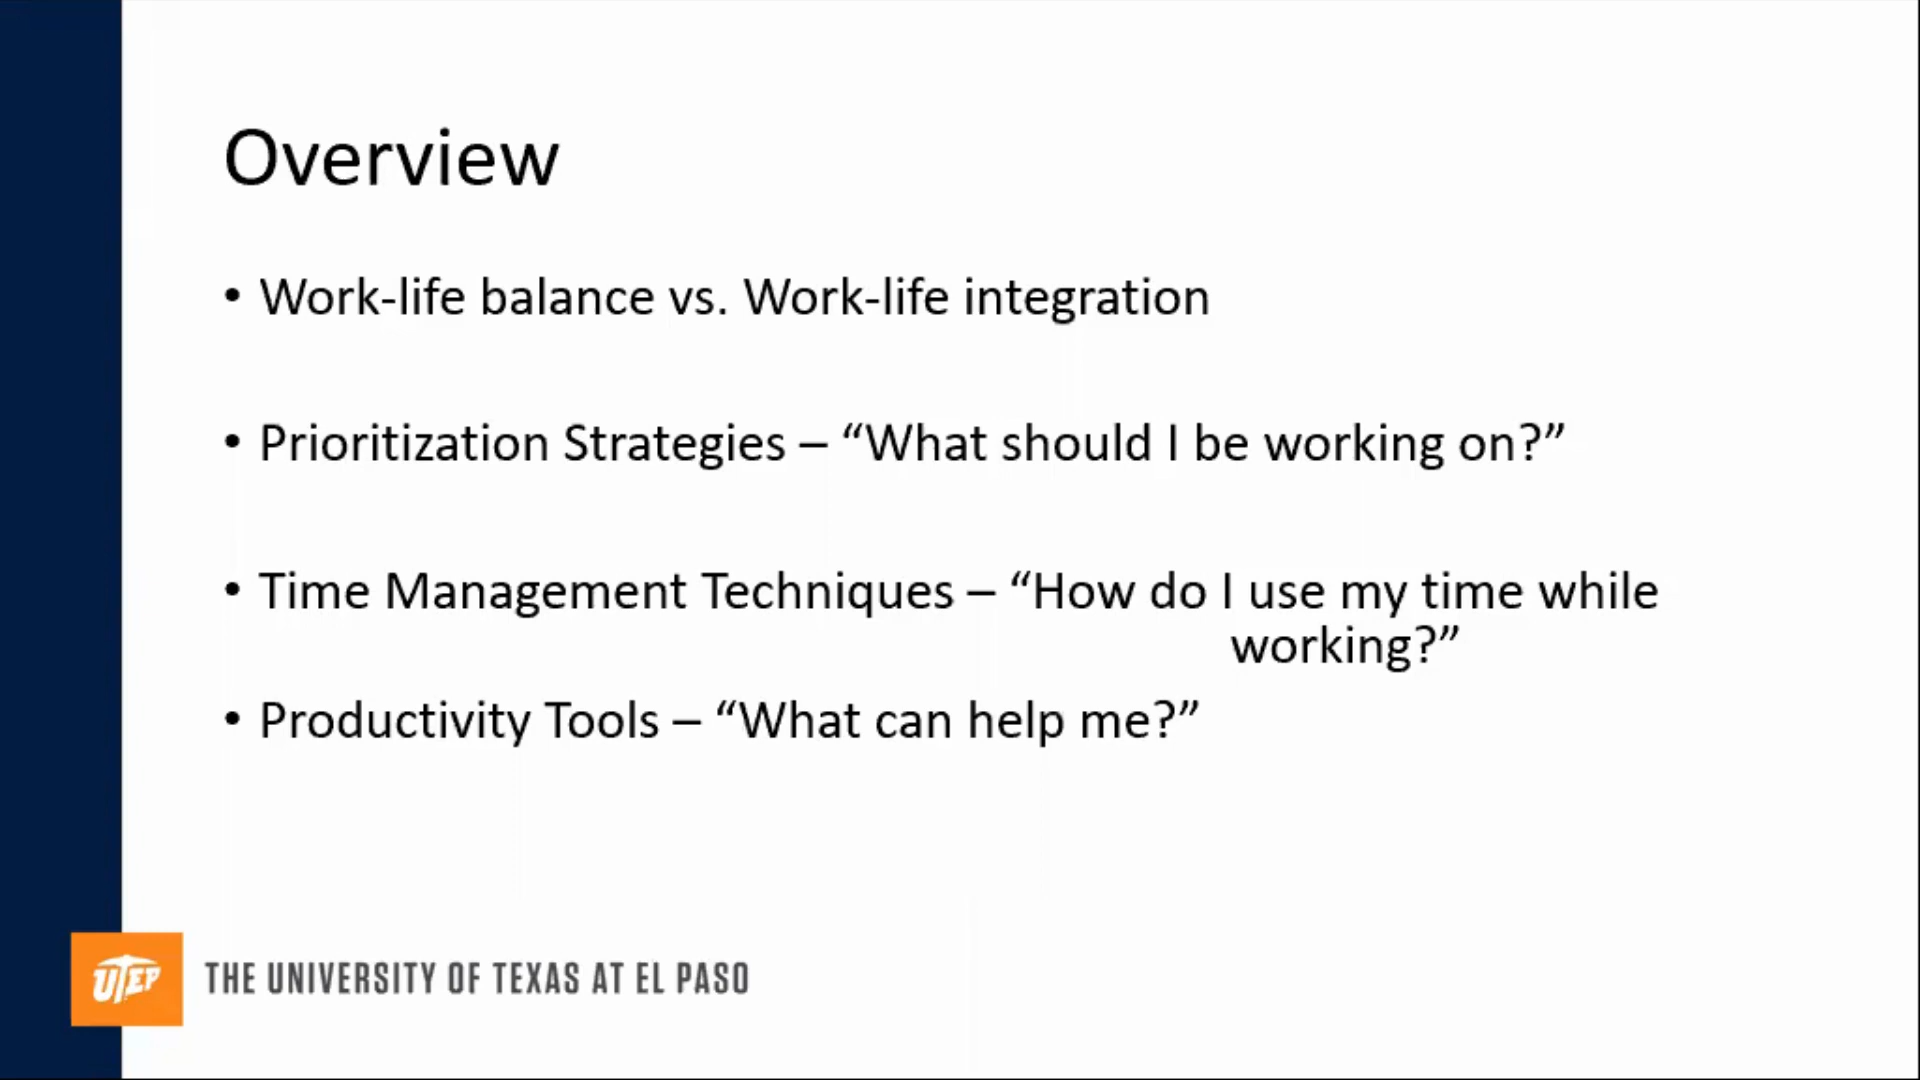 Overview
• Work-life balance vs. Work-life integration
• Prioritization Strategies – “What should I be working on?”
• Time Management Techniques – “How do I use my time while
working?”
• Productivity Tools – “What can help me?”
UTEP THE UNIVERSITY OF TEXAS AT EL PASO